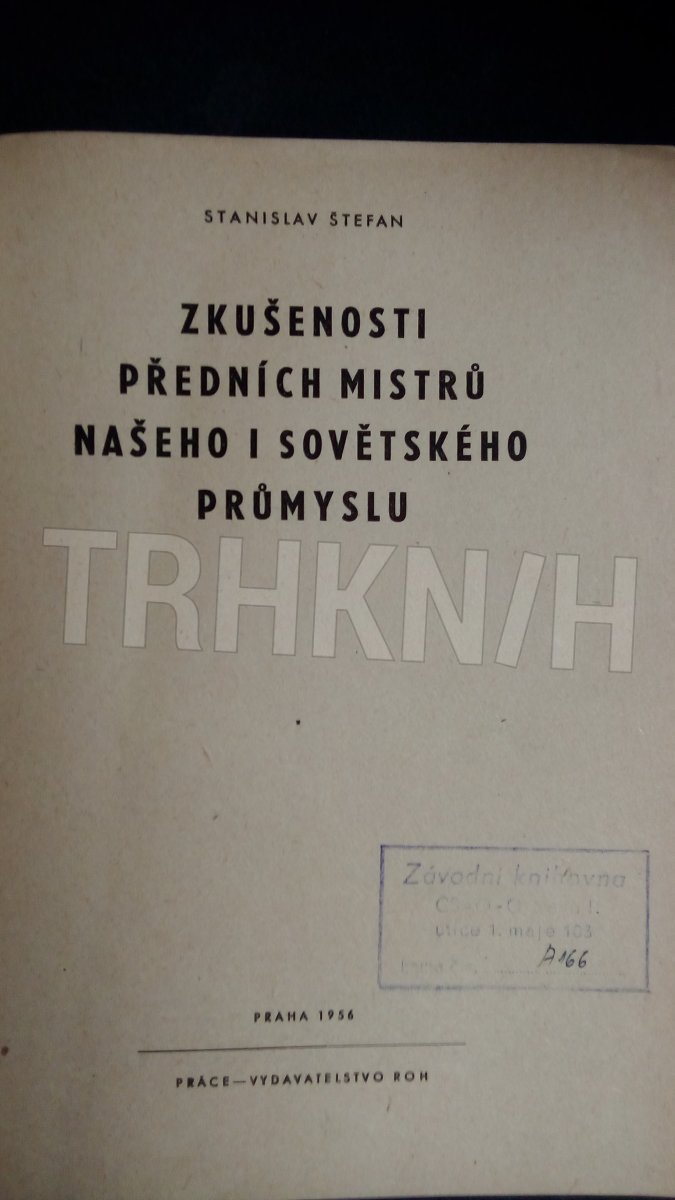 STANISLAV ŠTEFAN
ZKUŠENOSTI
PŘEDNÍCH MISTRŮ
NAŠEHO I SOVĚTSKÉHO
PRŮMYSLU
TRHKN/H
Závodní knihovna
ulice 1. máje 103
A166
PRAHA 1956
PRÁCE—VYDAVATELSTVO ROH